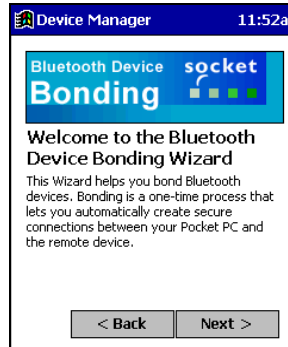 Device Manager 11:52a
Bluetooth Device
Bonding
socket
Welcome to the Bluetooth
Device Bonding Wizard
This Wizard helps you bond Bluetooth
devices. Bonding is a one-time process that
lets you automatically create secure
connections between your Pocket PC and
the remote device.
< Back Next >